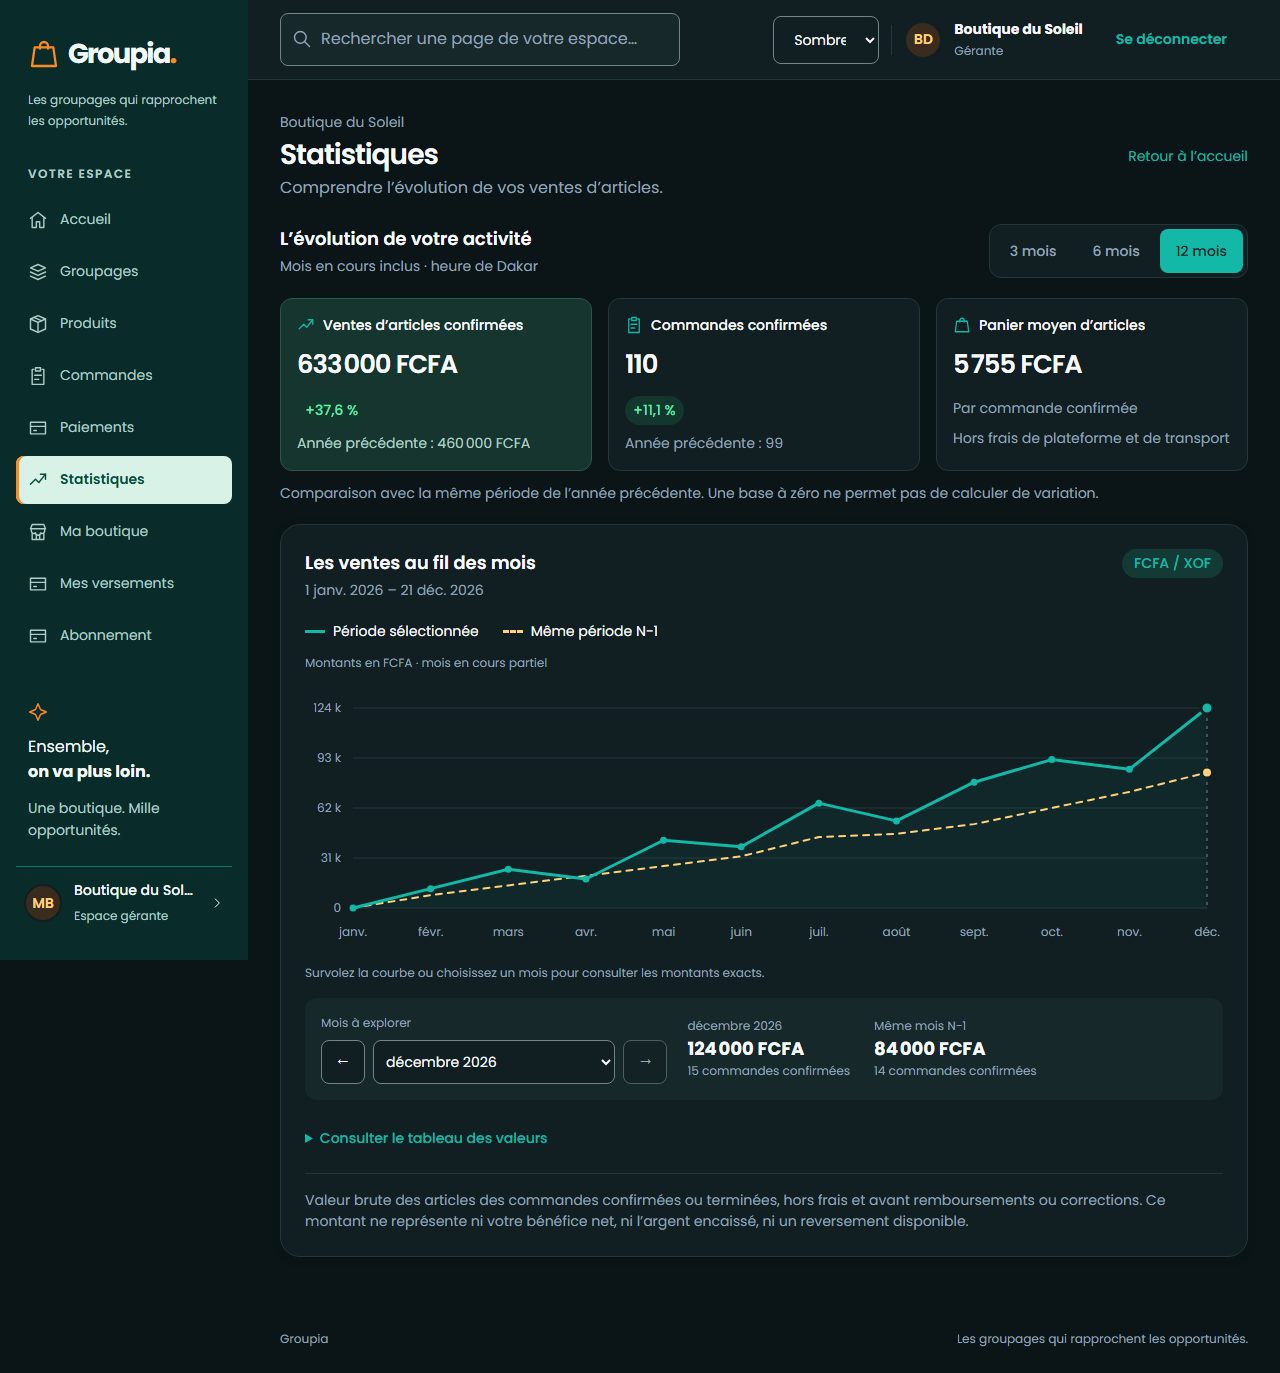 Groupia.
Les groupages qui rapprochent
les opportunités.
VOTRE ESPACE
Accueil
Groupages
Produits
Commandes
Paiements
Statistiques
Ma boutique
Mes versements
Abonnement
Ensemble,
on va plus loin.
Une boutique. Mille
opportunités.
MB
Boutique du Sol...
Espace gérante
Rechercher une page de votre espace...
Sombre
BD
Boutique du Soleil
Gérante
Se déconnecter
Boutique du Soleil
Statistiques
Comprendre l’évolution de vos ventes d’articles.
Retour à l’accueil
L’évolution de votre activité
Mois en cours inclus · heure de Dakar
3 mois
6 mois
12 mois
Ventes d’articles confirmées
633 000 FCFA
+37,6 %
Année précédente : 460 000 FCFA
Commandes confirmées
110
+11,1 %
Année précédente : 99
Panier moyen d’articles
5 755 FCFA
Par commande confirmée
Hors frais de plateforme et de transport
Comparaison avec la même période de l’année précédente. Une base à zéro ne permet pas de calculer de variation.
Les ventes au fil des mois
1 janv. 2026 – 21 déc. 2026
FCFA / XOF
Période sélectionnée
Même période N-1
Montants en FCFA · mois en cours partiel
124 k
93 k
62 k
31 k
0
janv.
févr.
mars
avr.
mai
juin
juil.
août
sept.
oct.
nov.
déc.
Survolez la courbe ou choisissez un mois pour consulter les montants exacts.
Mois à explorer
←
décembre 2026
→
décembre 2026
124 000 FCFA
15 commandes confirmées
Même mois N-1
84 000 FCFA
14 commandes confirmées
Consulter le tableau des valeurs
Valeur brute des articles des commandes confirmées ou terminées, hors frais et avant remboursements ou corrections. Ce
montant ne représente ni votre bénéfice net, ni l’argent encaissé, ni un reversement disponible.
Groupia
Les groupages qui rapprochent les opportunités.